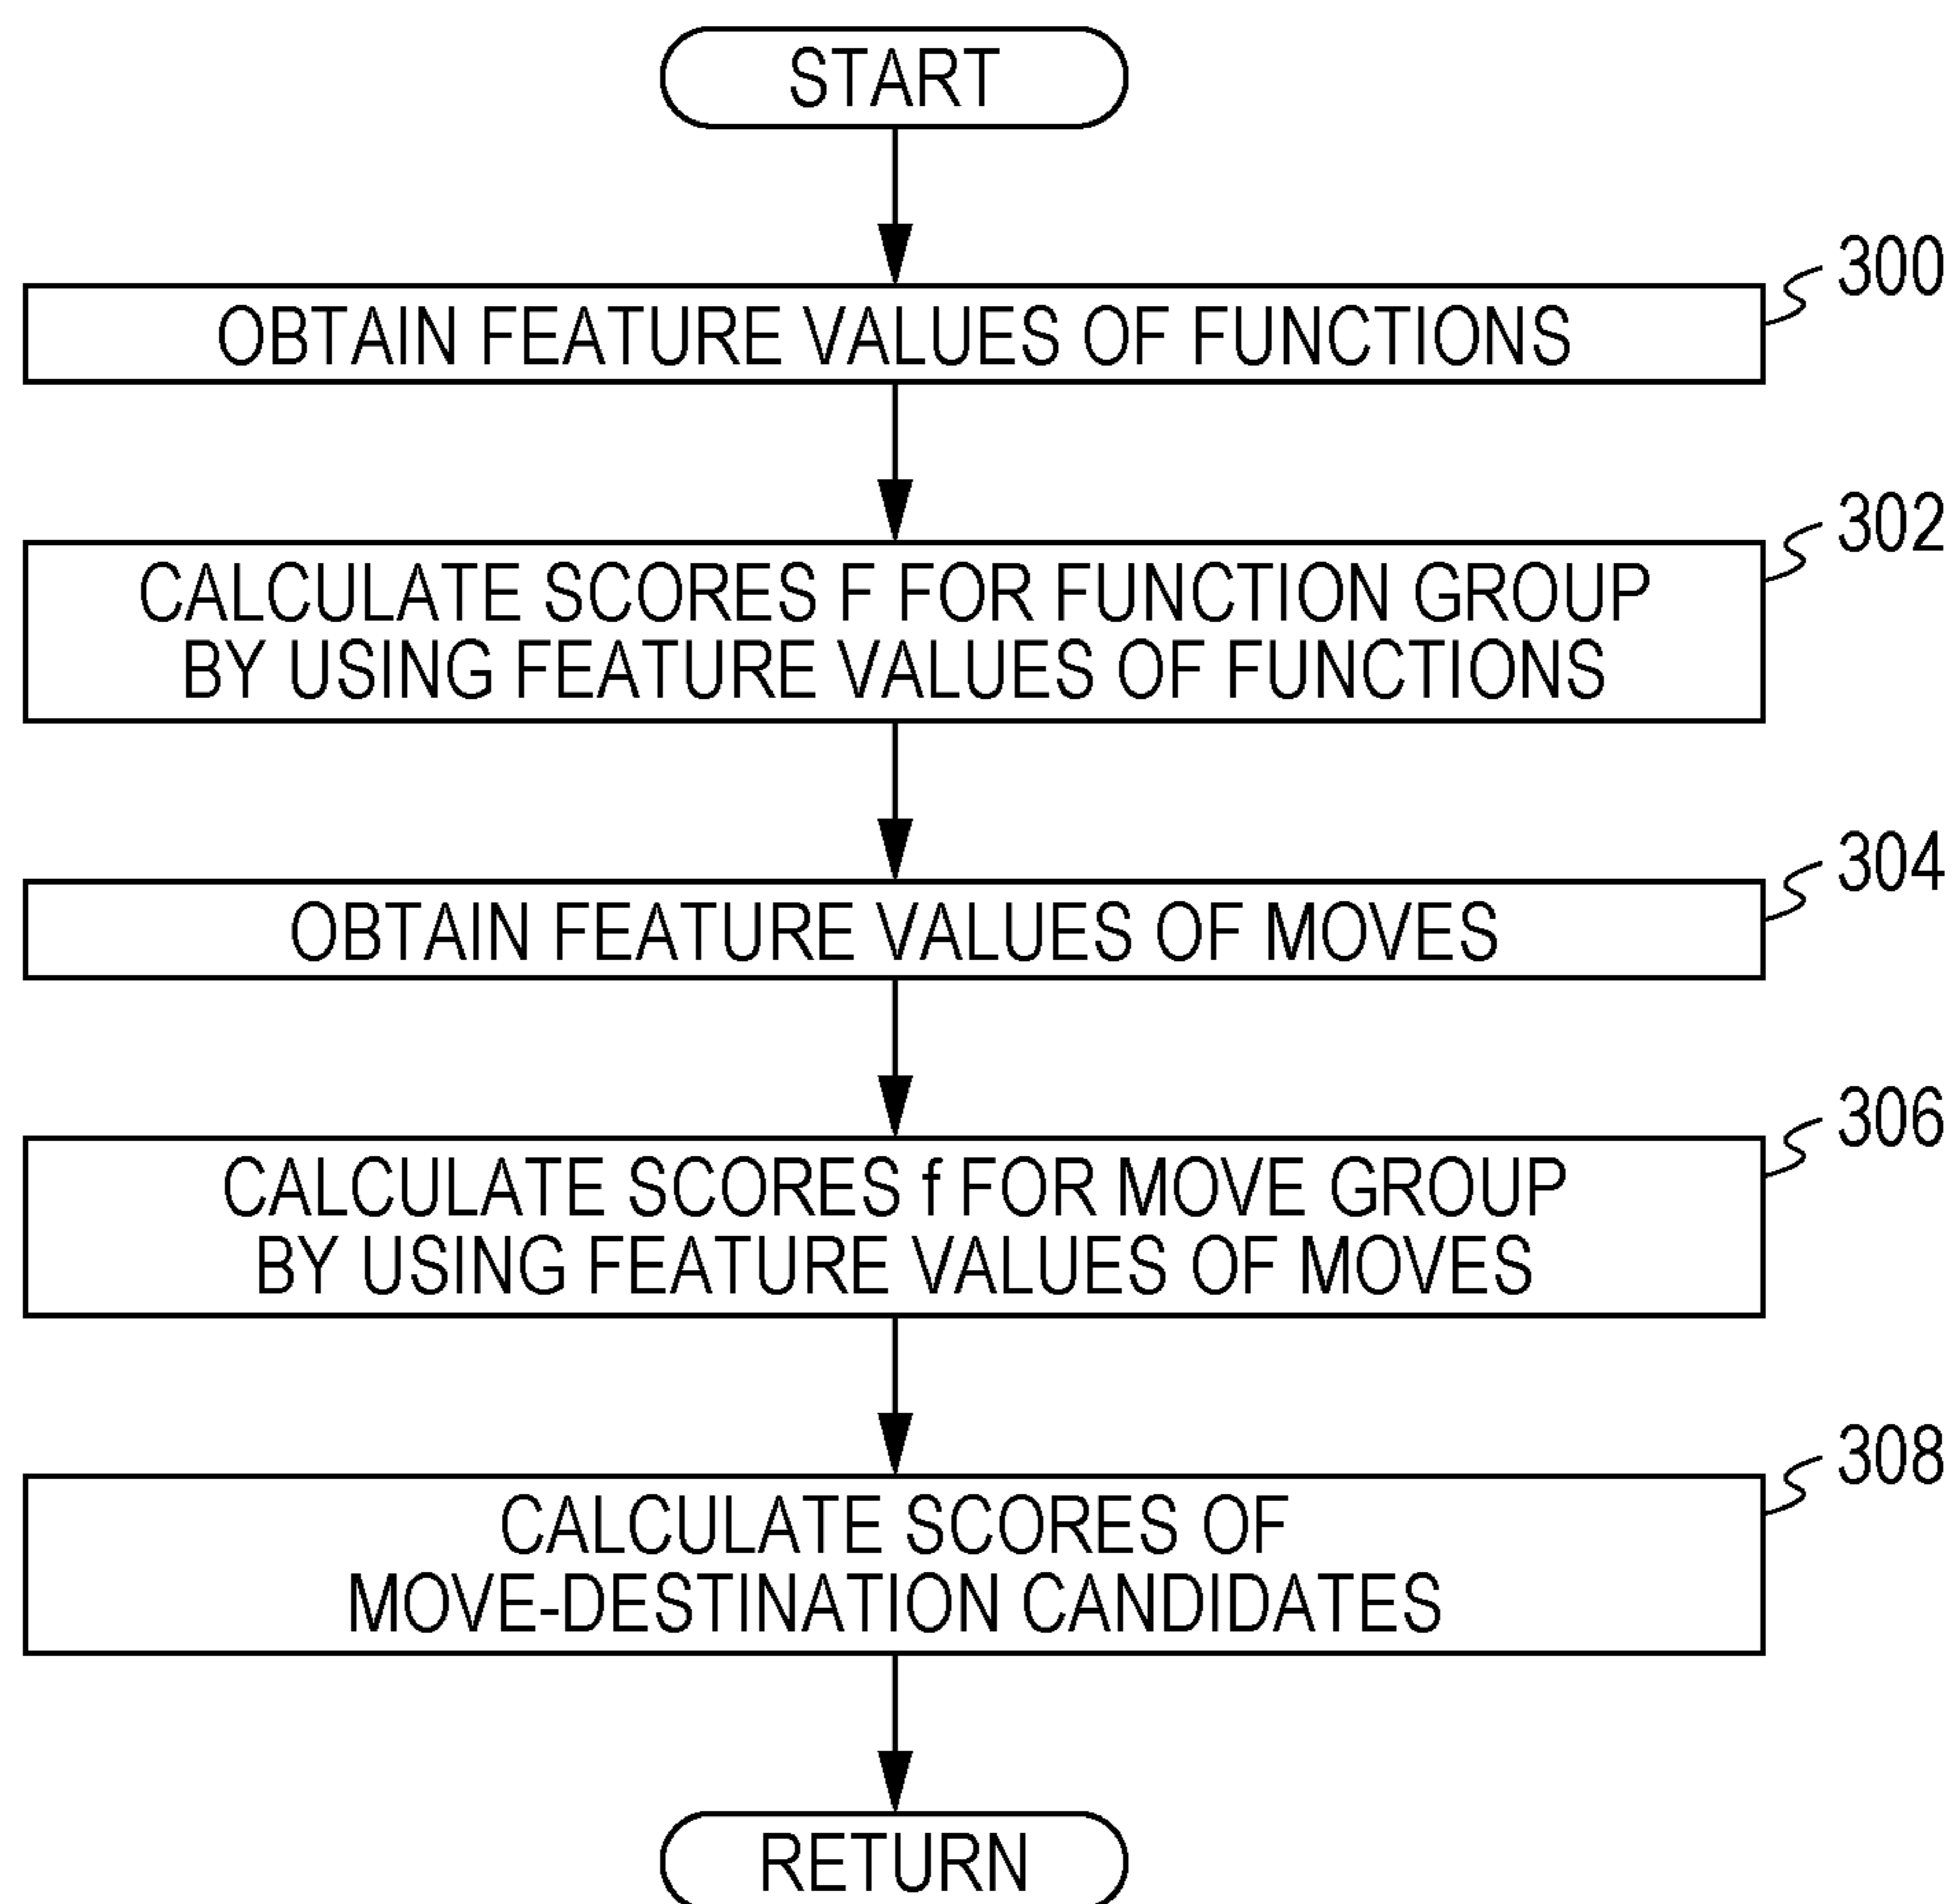 START
300
OBTAIN FEATURE VALUES OF FUNCTIONS
302
CALCULATE SCORES F FOR FUNCTION GROUP
BY USING FEATURE VALUES OF FUNCTIONS
304
OBTAIN FEATURE VALUES OF MOVES
306
CALCULATE SCORES f FOR MOVE GROUP
BY USING FEATURE VALUES OF MOVES
308
CALCULATE SCORES OF
MOVE-DESTINATION CANDIDATES
RETURN